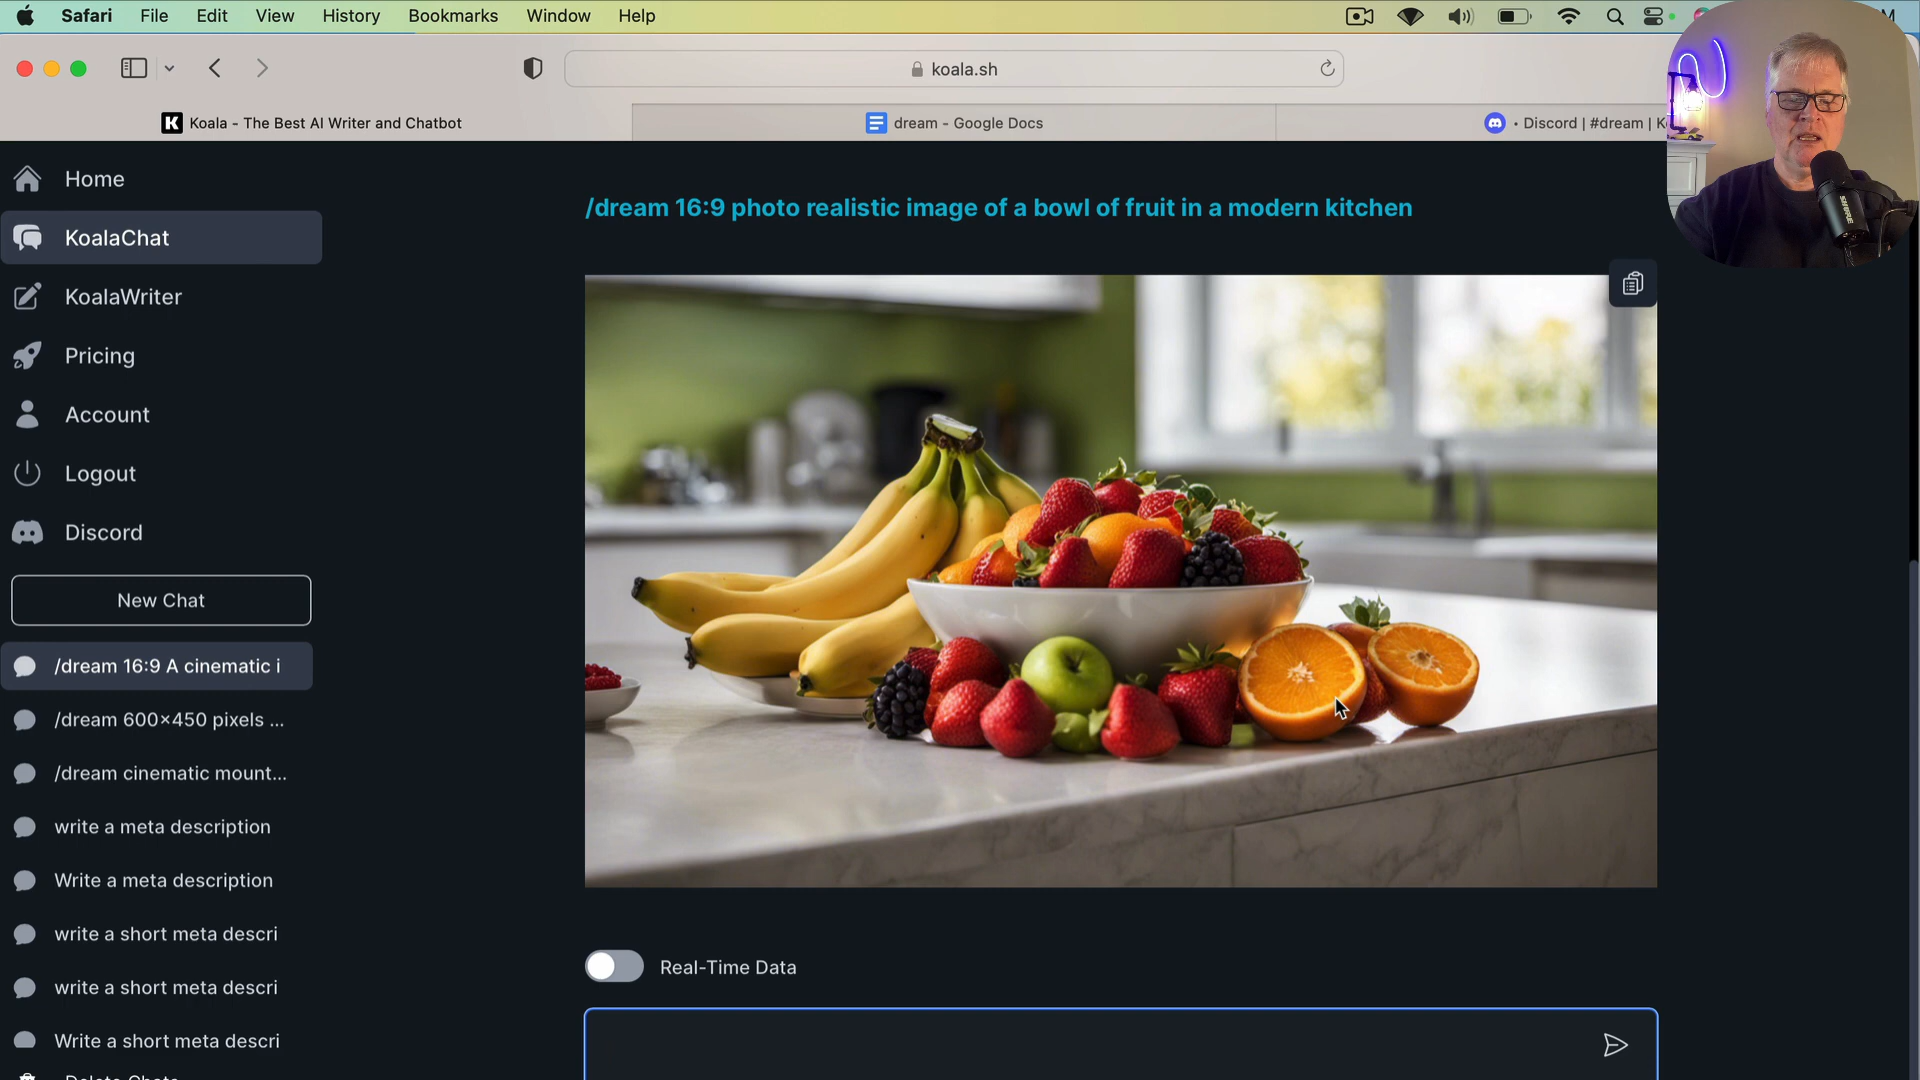 Safari File Edit View History Bookmarks Window Help
koala.sh
K Koala - The Best AI Writer and Chatbot
dream - Google Docs
• Discord | #dream |
Home
KoalaChat
KoalaWriter
Pricing
Account
Logout
Discord
New Chat
/dream 16:9 A cinematic i
/dream 600x450 pixels ...
/dream cinematic mount...
write a meta description
Write a meta description
write a short meta descri
write a short meta descri
Write a short meta descri
/dream 16:9 photo realistic image of a bowl of fruit in a modern kitchen
Real-Time Data
SHURE